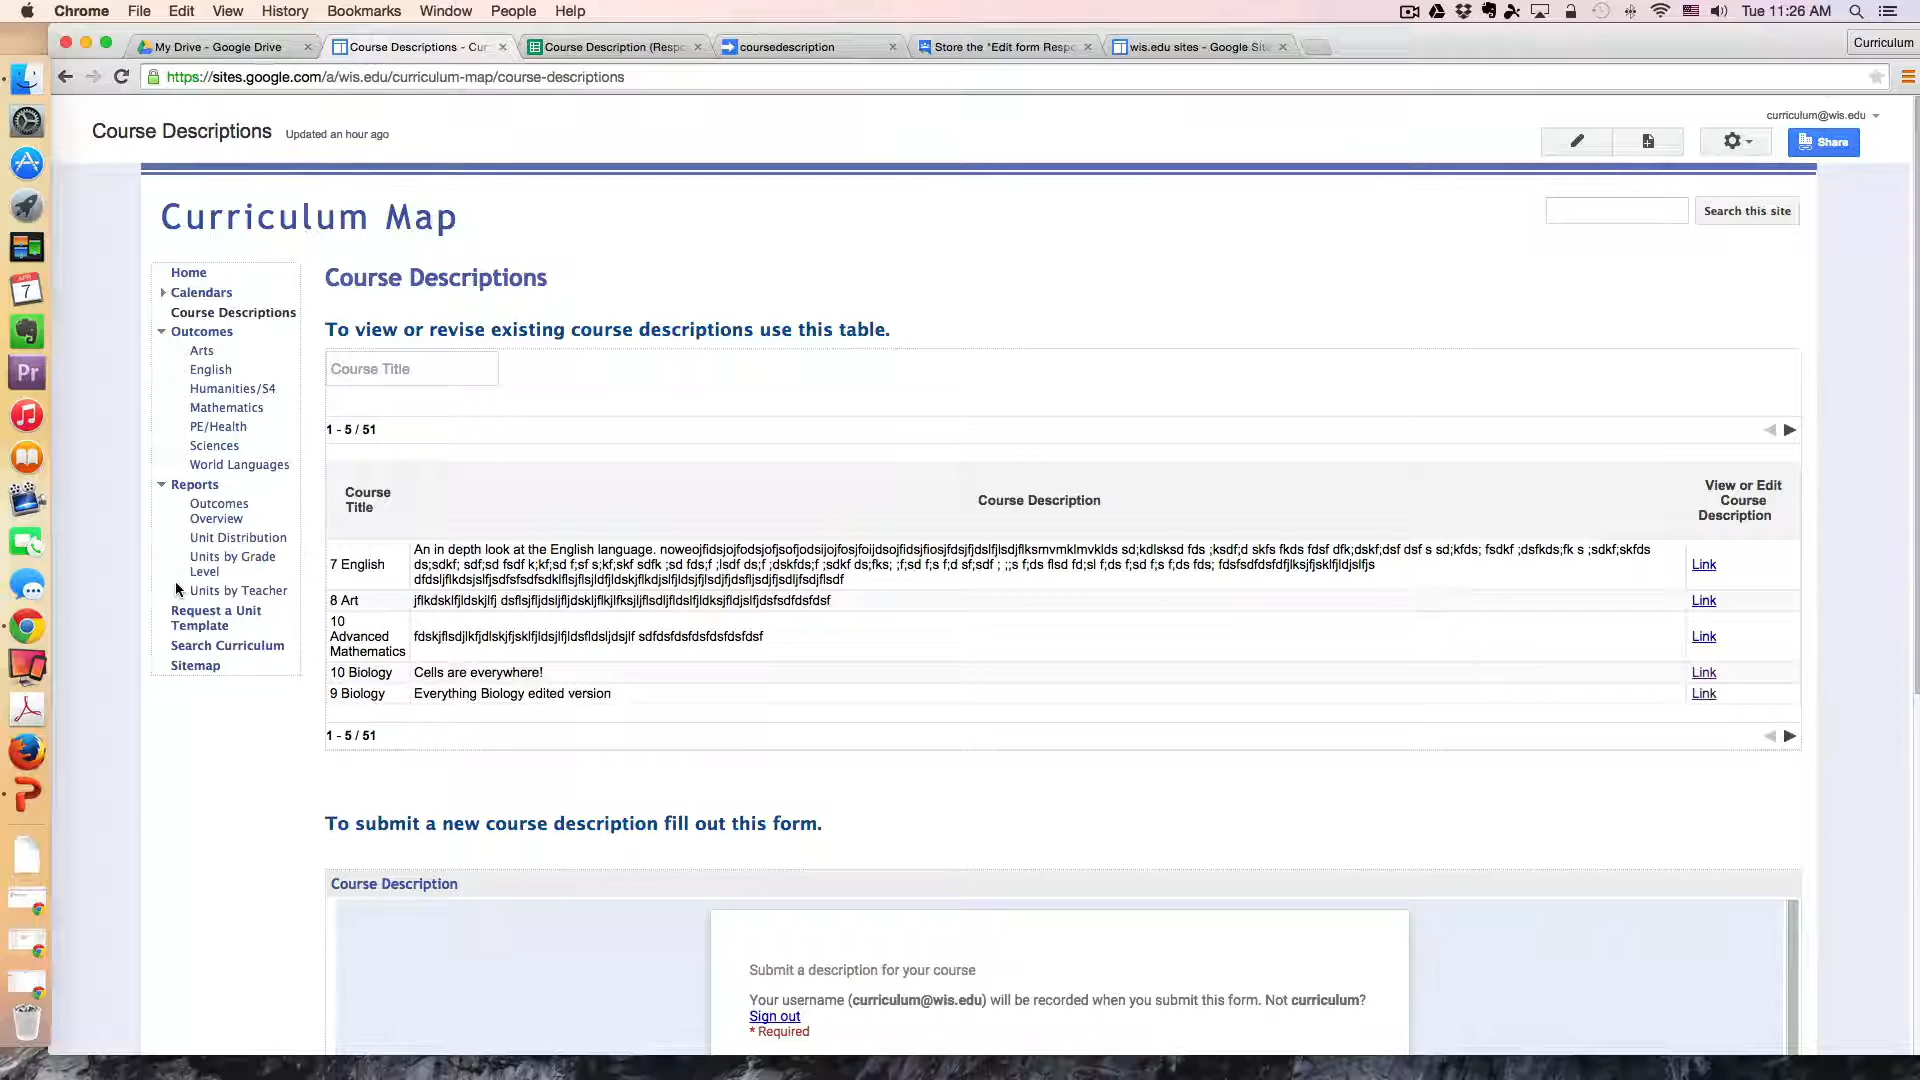 Chrome File Edit View History Bookmarks Window People Help
Tue 11:26 AM
My Drive - Google Drive
Course Descriptions - Cur
Course Description (Respo
coursedescription
Store the "Edit form Respo
wis.edu sites - Google Site
Curriculum
https://sites.google.com/a/wis.edu/curriculum-map/course-descriptions
curriculum@wis.edu
Course Descriptions Updated an hour ago
Share
Curriculum Map
Search this site
Home
Calendars
Course Descriptions
Outcomes
Arts
English
Humanities/S4
Mathematics
PE/Health
Sciences
World Languages
Reports
Outcomes
Overview
Unit Distribution
Units by Grade
Level
Units by Teacher
Request a Unit
Template
Search Curriculum
Sitemap
Course Descriptions
To view or revise existing course descriptions use this table.
Course Title
1 - 5 / 51
Course
Title
Course Description
View or Edit
Course
Description
7 English
An in depth look at the English language.
Link
8 Art
Link
10
Advanced
Mathematics
Link
10 Biology
Cells are everywhere!
Link
9 Biology
Everything Biology edited version
Link
1 - 5 / 51
To submit a new course description fill out this form.
Course Description
Submit a description for your course
Your username (curriculum@wis.edu) will be recorded when you submit this form. Not curriculum?
Sign out
* Required
APR
7
Pr